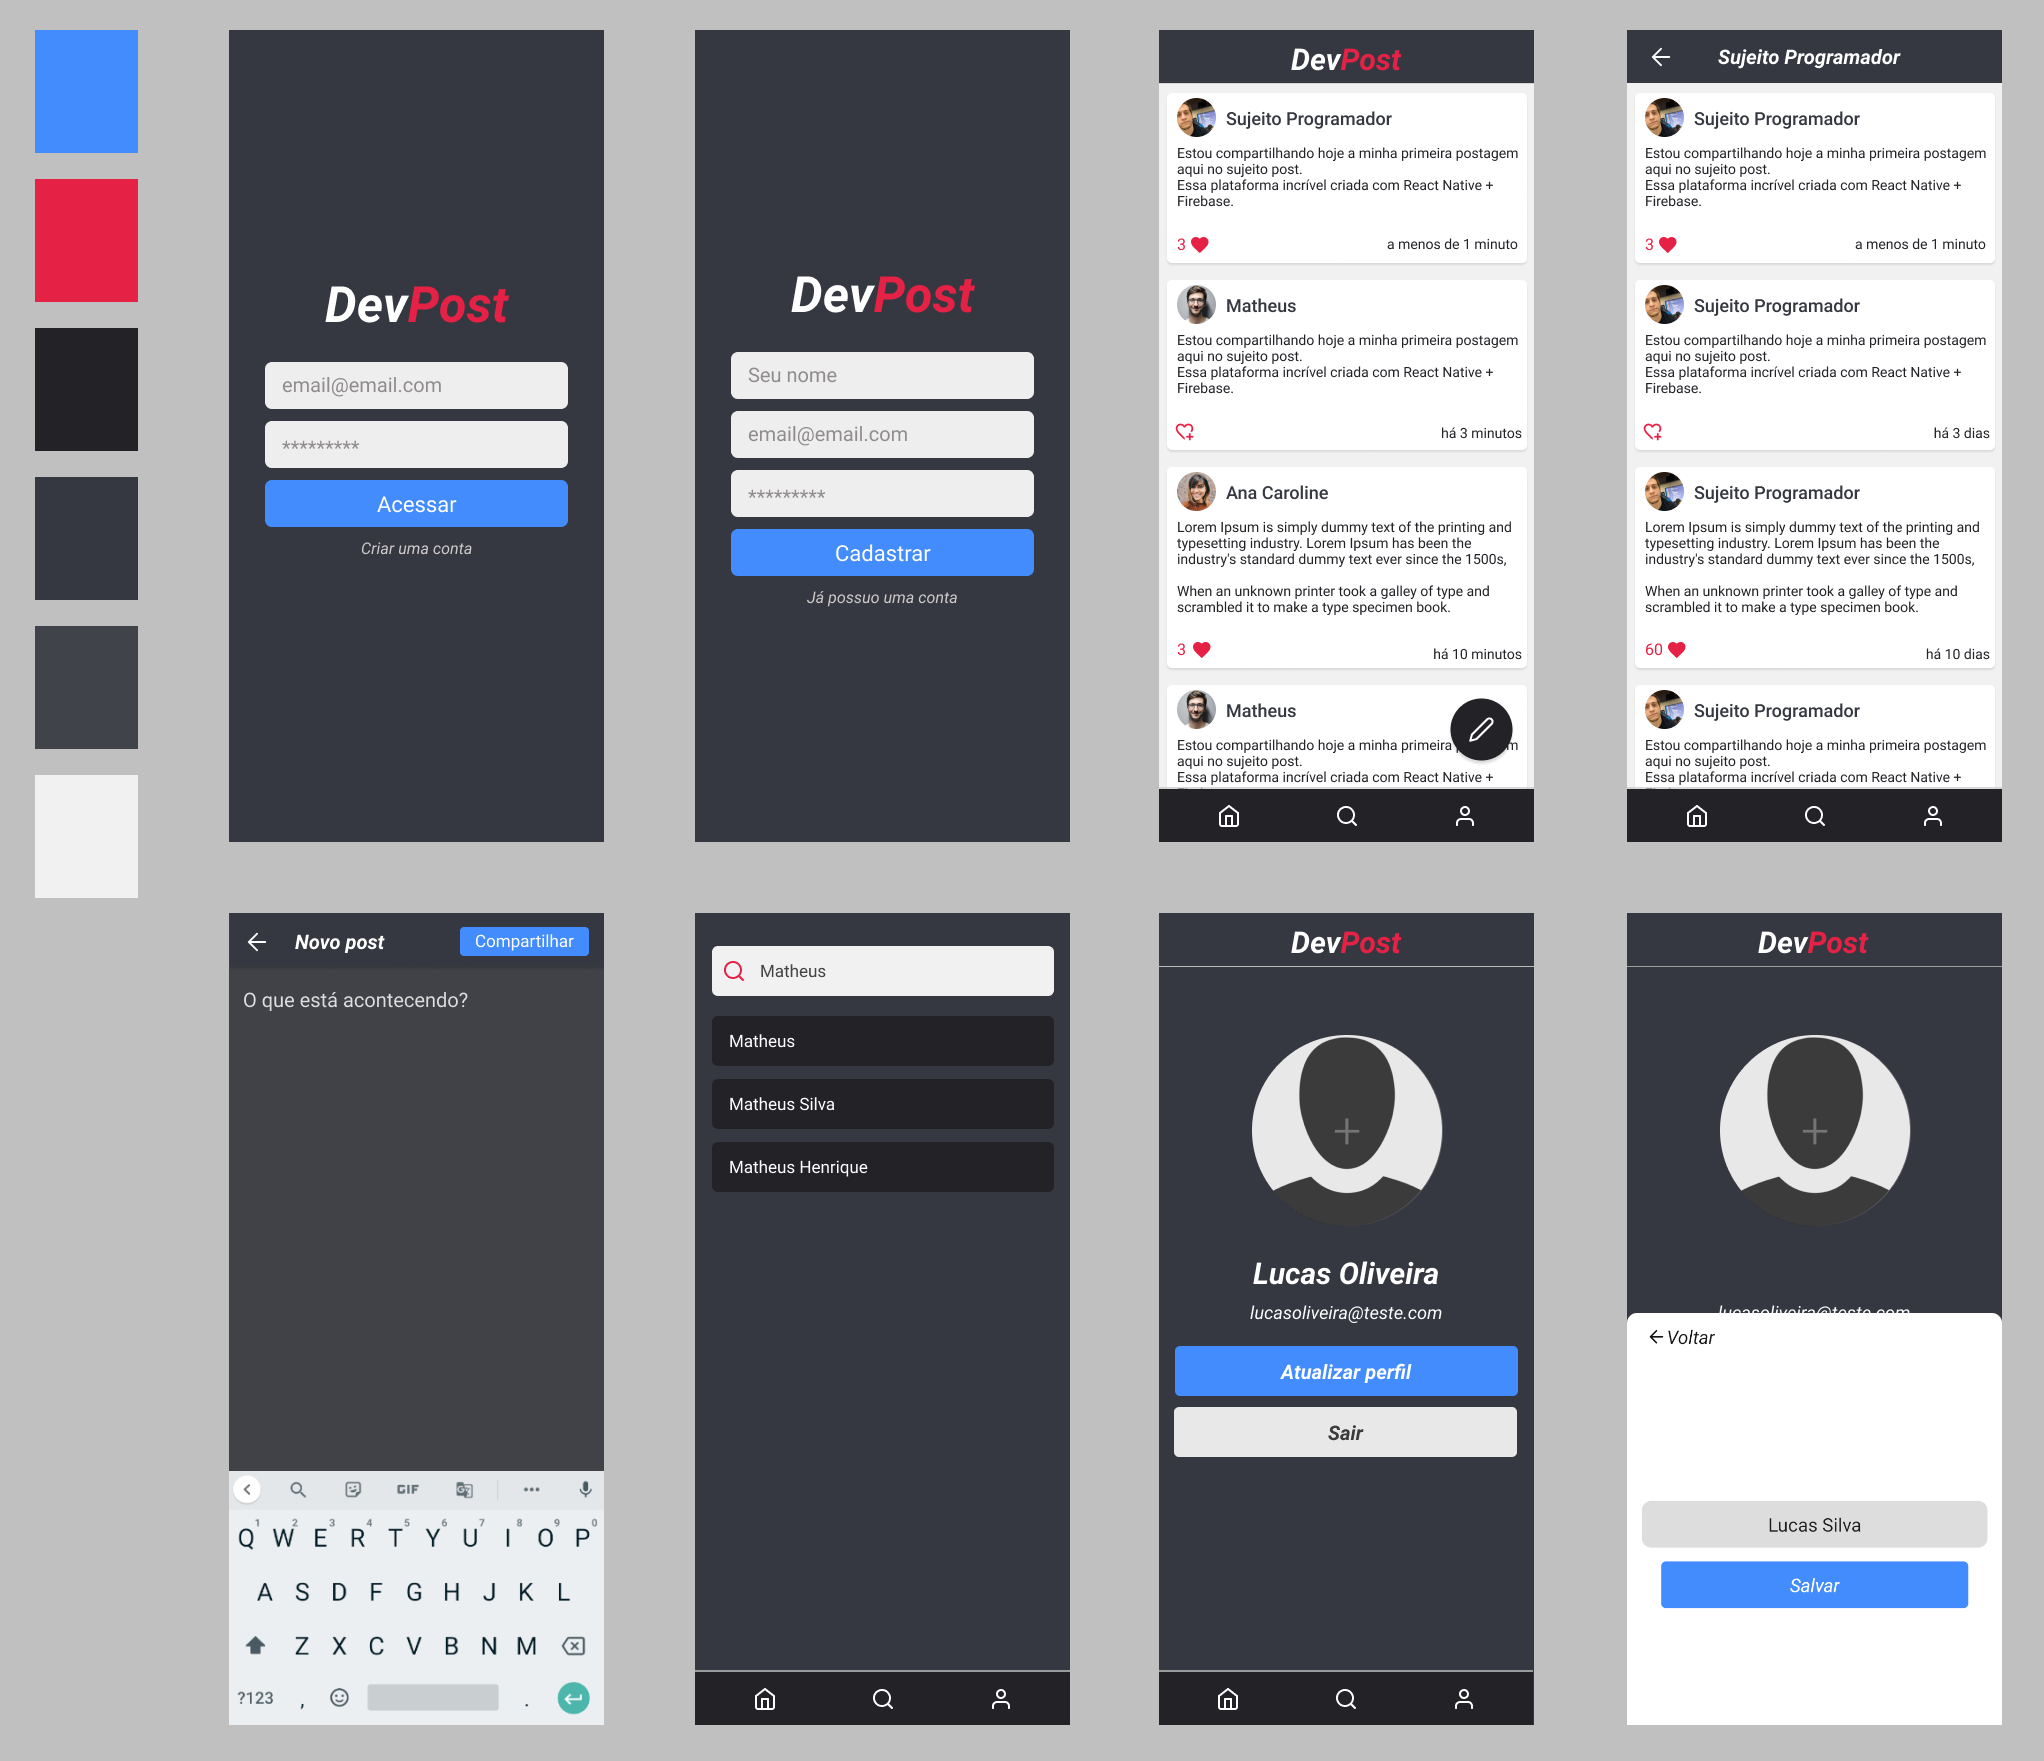 DevPost
email@email.com
*********
Acessar
Criar uma conta
DevPost
Seu nome
email@email.com
*********
Cadastrar
Já possuo uma conta
DevPost
Sujeito Programador
Estou compartilhando hoje a minha primeira postagem
aqui no sujeito post.
Essa plataforma incrível criada com React Native +
Firebase.
3
a menos de 1 minuto
Matheus
Estou compartilhando hoje a minha primeira postagem
aqui no sujeito post.
Essa plataforma incrível criada com React Native +
Firebase.
há 3 minutos
Ana Caroline
Lorem Ipsum is simply dummy text of the printing and
typesetting industry. Lorem Ipsum has been the
industry's standard dummy text ever since the 1500s,
When an unknown printer took a galley of type and
scrambled it to make a type specimen book.
3
há 10 minutos
Matheus
Estou compartilhando hoje a minha primeira
aqui no sujeito post.
Essa plataforma incrível criada com React Native +
Sujeito Programador
Sujeito Programador
Estou compartilhando hoje a minha primeira postagem
aqui no sujeito post.
Essa plataforma incrível criada com React Native +
Firebase.
3
a menos de 1 minuto
Sujeito Programador
Estou compartilhando hoje a minha primeira postagem
aqui no sujeito post.
Essa plataforma incrível criada com React Native +
Firebase.
há 3 dias
Sujeito Programador
Lorem Ipsum is simply dummy text of the printing and
typesetting industry. Lorem Ipsum has been the
industry's standard dummy text ever since the 1500s,
When an unknown printer took a galley of type and
scrambled it to make a type specimen book.
60
há 10 dias
Sujeito Programador
Estou compartilhando hoje a minha primeira postagem
aqui no sujeito post.
Essa plataforma incrível criada com React Native +
Novo post
Compartilhar
O que está acontecendo?
GIF
1 2 3 4 5 6 7 8 9 0
Q W E R T Y U I O P
A S D F G H J K L
Z X C V B N M
?123 , .
Matheus
Matheus
Matheus Silva
Matheus Henrique
DevPost
Lucas Oliveira
lucasoliveira@teste.com
Atualizar perfil
Sair
DevPost
lucasoliveira@teste.com
Voltar
Lucas Silva
Salvar